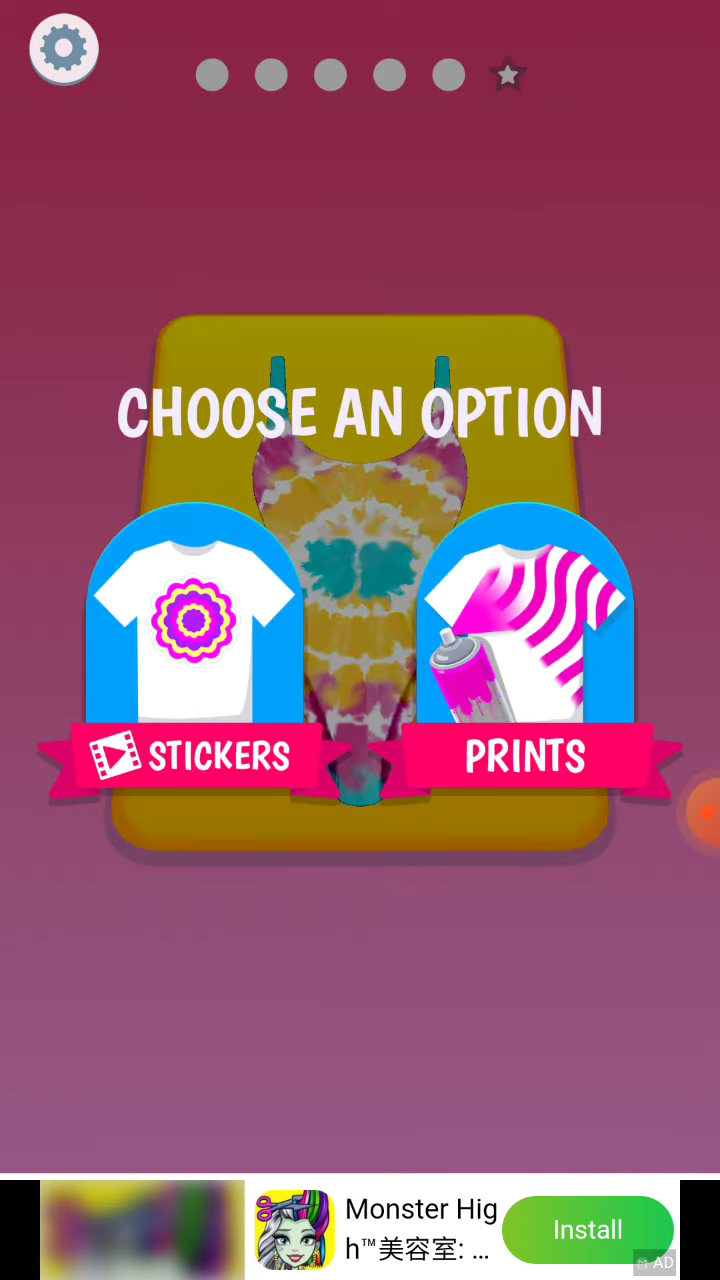 CHOOSE AN OPTION
STICKERS
PRINTS
Monster Hig
h™美容室: ...
Install
AD